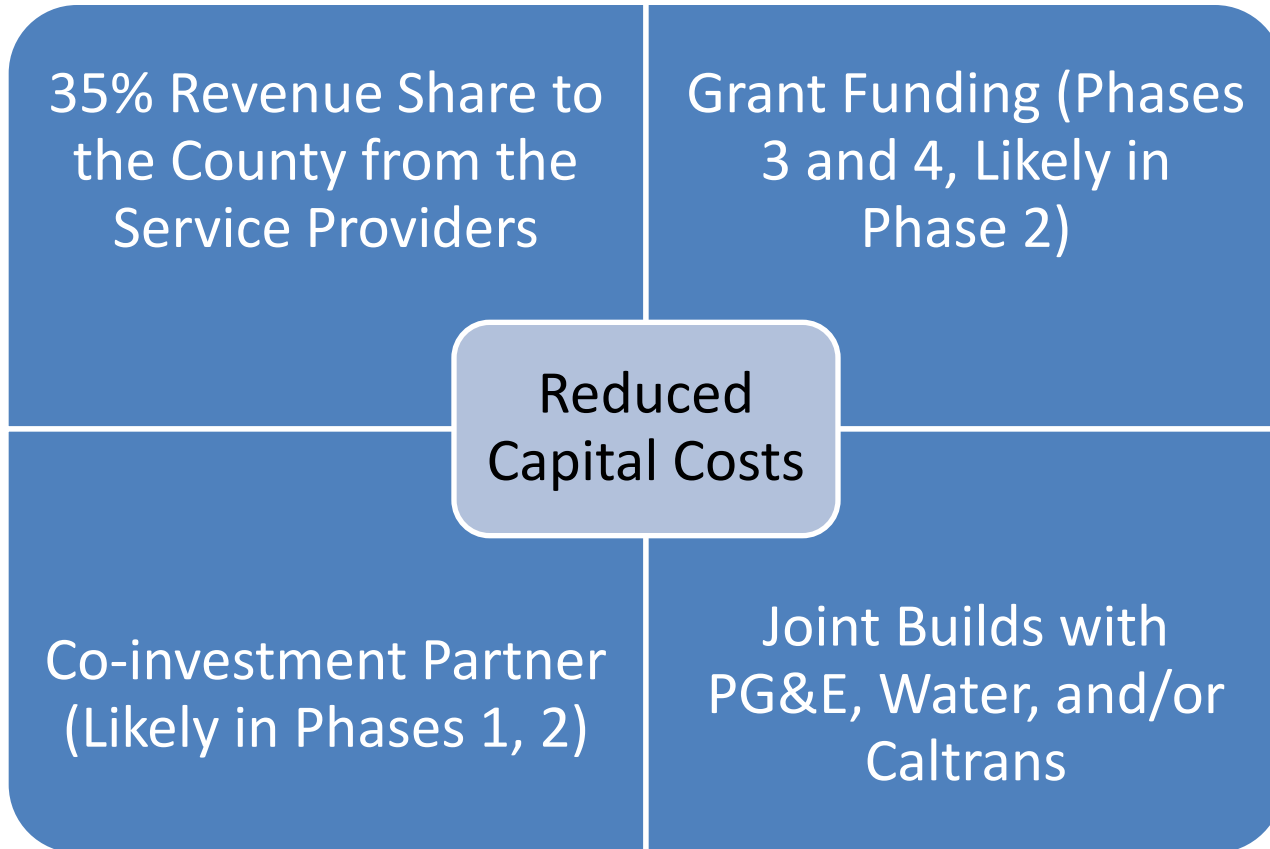 35% Revenue Share to
the County from the
Service Providers
Grant Funding (Phases
3 and 4, Likely in
Phase 2)
Reduced
Capital Costs
Co-investment Partner
(Likely in Phases 1, 2)
Joint Builds with
PG&E, Water, and/or
Caltrans